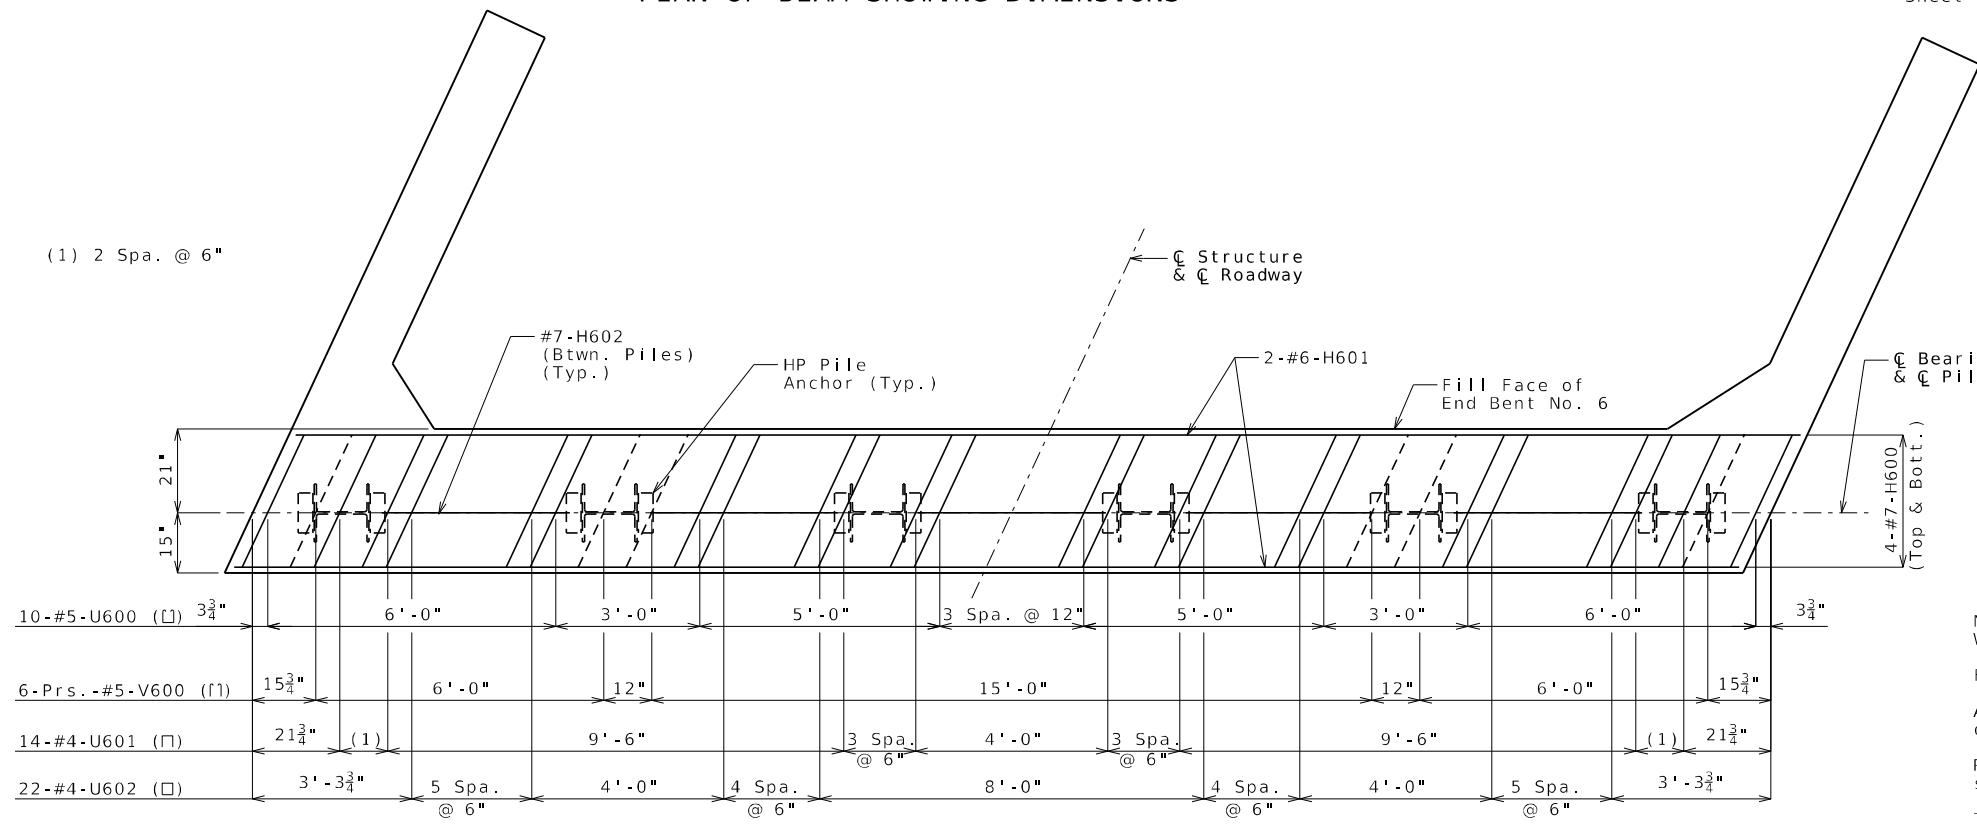 (1) 2 Spa. @ 6"
℄ Structure
& ℄ Roadway
#7-H602
(Btwn. Piles)
(Typ.)
HP Pile
Anchor (Typ.)
2-#6-H601
Fill Face of
End Bent No. 6
℄
& ℄
21"
15"
4-#7-H600
(Top & Bott.)
10-#5-U600 3¾" 6'-0" 3'-0" 5'-0" 3 Spa. @ 12" 5'-0" 3'-0" 6'-0" 3¾"
6-Prs.-#5-V600 15¾" 6'-0" 12" 15'-0" 12" 6'-0" 15¾"
14-#4-U601 (⊓) 21¾" (1) 9'-6" 3 Spa. 4'-0" 3 Spa. 9'-6" (1) 21¾"
@ 6" @ 6"
22-#4-U602 (□) 3'-3¾" 5 Spa. 4'-0" 4 Spa. 8'-0" 4 Spa. 4'-0" 5 Spa. 3'-3¾"
@ 6" @ 6" @ 6" @ 6"